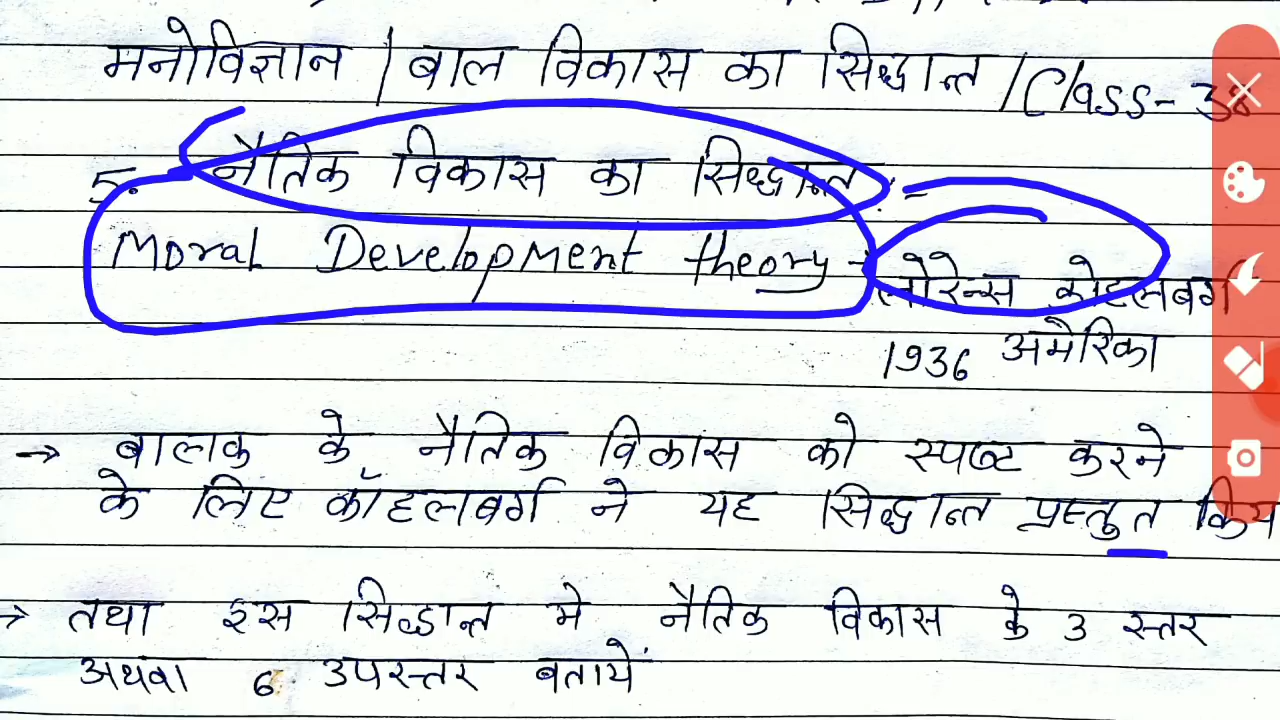 मनोविज्ञान / बाल विकास का सिद्धान्त / Class - 38
5. नैतिक विकास का सिद्धान्त :-
Moral Development theory - लोरेन्स कोहलबर्ग
1936 अमेरिका
→ बालक के नैतिक विकास को स्पष्ट करने
के लिए कॉहलबर्ग ने यह सिद्धान्त प्रस्तुत किय
→ तथा इस सिद्धान्त मे नैतिक विकास के 3 स्तर
अथवा 6 उपस्तर बताये